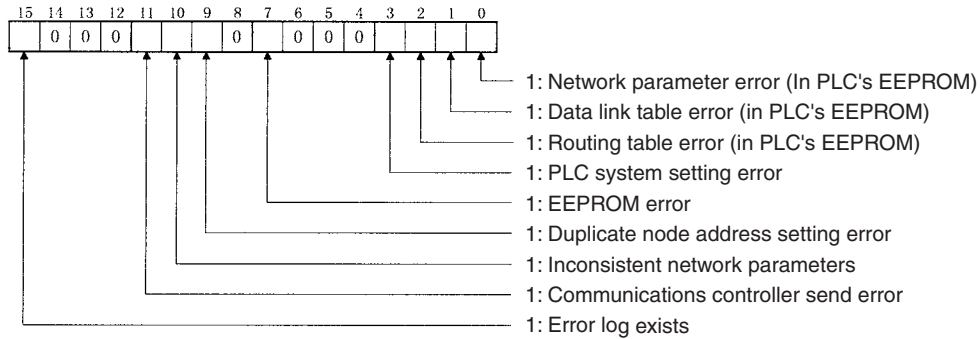 15 14 13 12 11 10 9 8 7 6 5 4 3 2 1 0
0 0 0 0 0 0 0
1: Network parameter error (In PLC's EEPROM)
1: Data link table error (in PLC's EEPROM)
1: Routing table error (in PLC's EEPROM)
1: PLC system setting error
1: EEPROM error
1: Duplicate node address setting error
1: Inconsistent network parameters
1: Communications controller send error
1: Error log exists